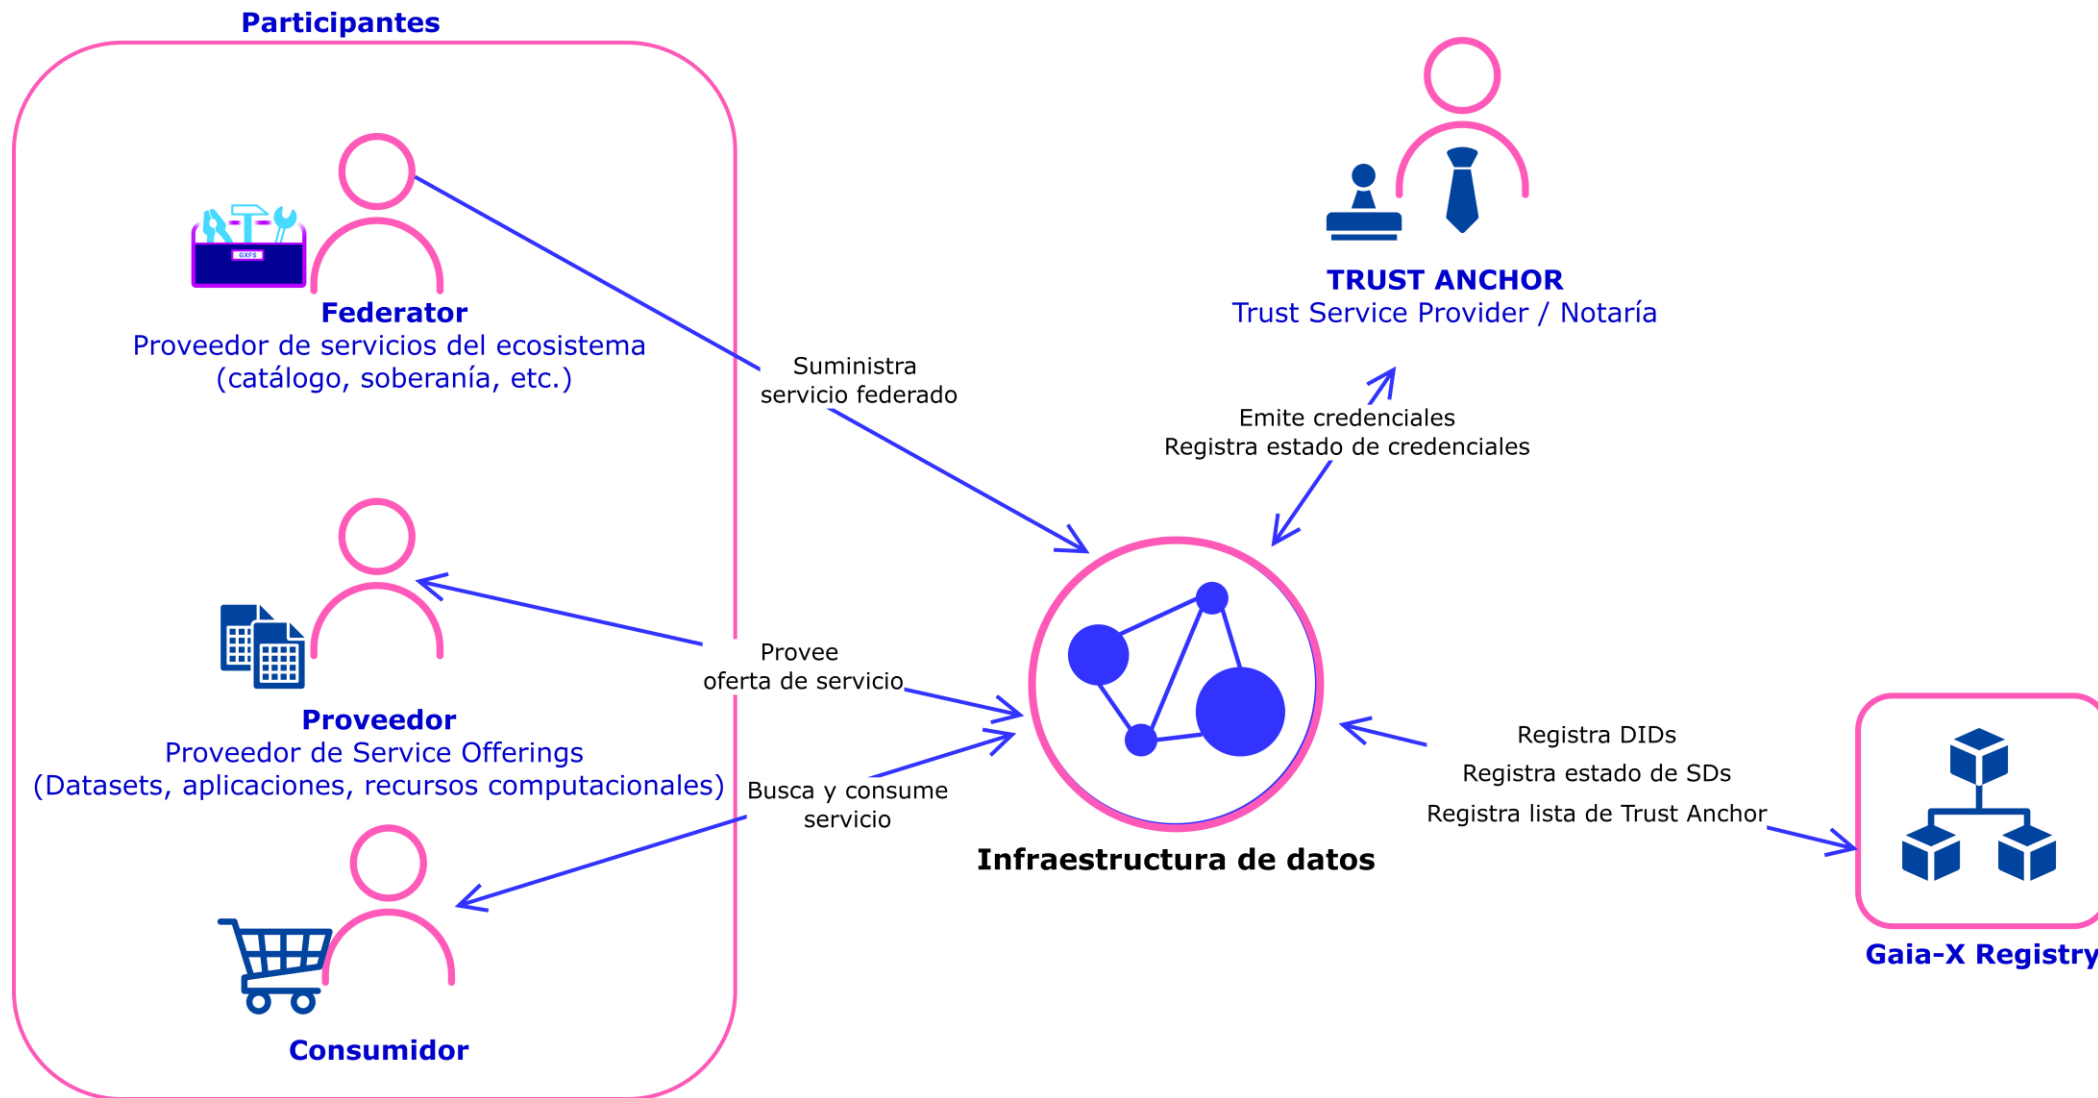 Participantes
GXFS
Federator
Proveedor de servicios del ecosistema
(catálogo, soberanía, etc.)
Suministra
servicio federado
TRUST ANCHOR
Trust Service Provider / Notaría
Emite credenciales
Registra estado de credenciales
Proveedor
Proveedor de Service Offerings
(Datasets, aplicaciones, recursos computacionales)
Provee
oferta de servicio
Busca y consume
servicio
Consumidor
Infraestructura de datos
Registra DIDs
Registra estado de SDs
Registra lista de Trust Anchor
Gaia-X Registry